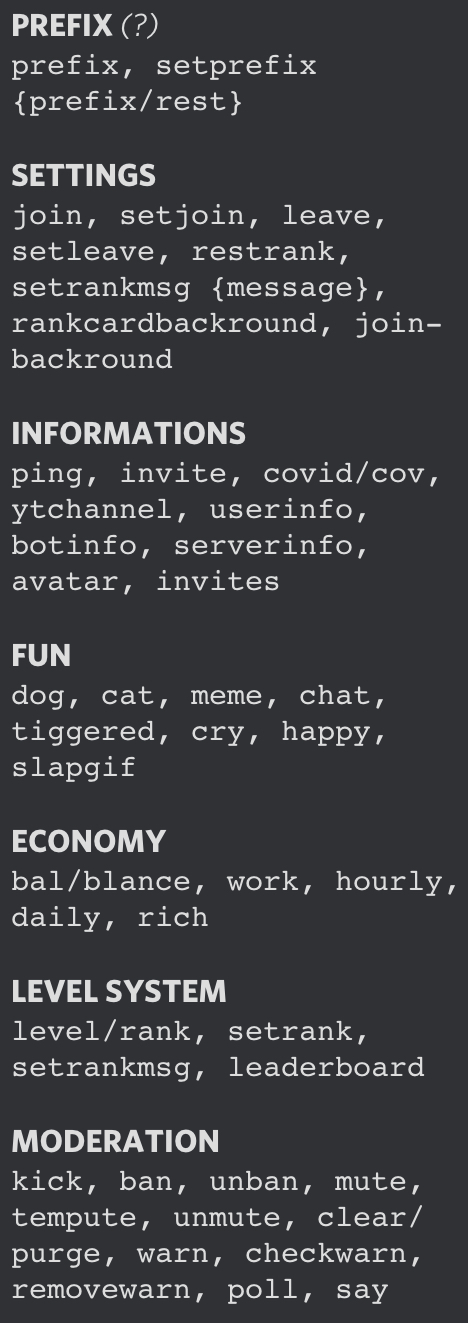 PREFIX (?)
prefix, setprefix
{prefix/rest}
SETTINGS
join, setjoin, leave,
setleave, restrank,
setrankmsg {message},
rankcardbackround, join-
backround
INFORMATIONS
ping, invite, covid/cov,
ytchannel, userinfo,
botinfo, serverinfo,
avatar, invites
FUN
dog, cat, meme, chat,
tiggered, cry, happy,
slapgif
ECONOMY
bal/blance, work, hourly,
daily, rich
LEVEL SYSTEM
level/rank, setrank,
setrankmsg, leaderboard
MODERATION
kick, ban, unban, mute,
tempute, unmute, clear/
purge, warn, checkwarn,
removewarn, poll, say